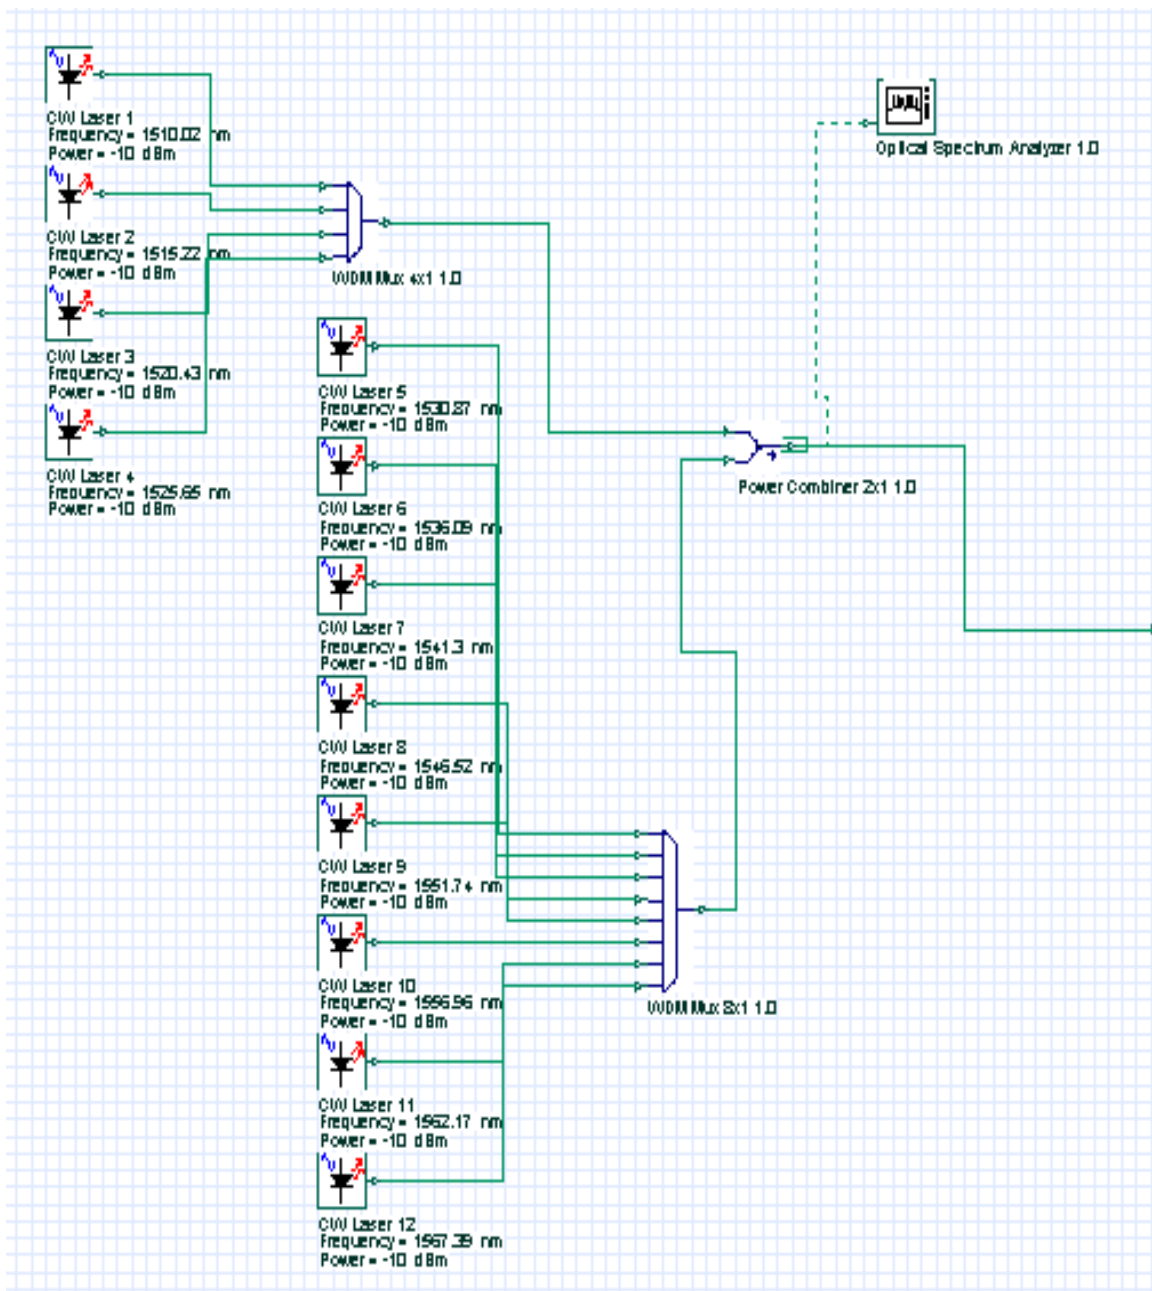 CW Laser 1
Frequency = 1510.02 nm
Power = -10 dBm
CW Laser 2
Frequency = 1515.22 nm
Power = -10 dBm
CW Laser 3
Frequency = 1520.43 nm
Power = -10 dBm
CW Laser 4
Frequency = 1525.65 nm
Power = -10 dBm
WDM Mux 4x1 1.0
CW Laser 5
Frequency = 1530.87 nm
Power = -10 dBm
CW Laser 6
Frequency = 1536.09 nm
Power = -10 dBm
CW Laser 7
Frequency = 1541.3 nm
Power = -10 dBm
CW Laser 8
Frequency = 1546.52 nm
Power = -10 dBm
CW Laser 9
Frequency = 1551.74 nm
Power = -10 dBm
CW Laser 10
Frequency = 1556.96 nm
Power = -10 dBm
CW Laser 11
Frequency = 1562.17 nm
Power = -10 dBm
CW Laser 12
Frequency = 1567.39 nm
Power = -10 dBm
WDM Mux 8x1 1.0
Optical Spectrum Analyzer 1.0
Power Combiner 2x1 1.0